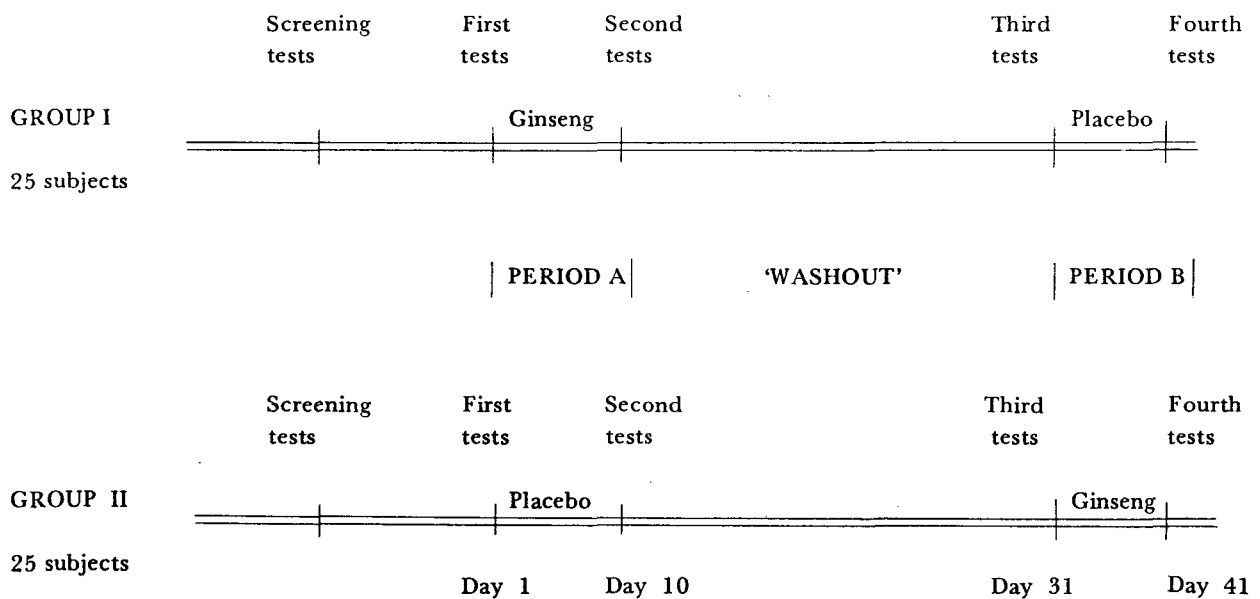 Screening First Second Third Fourth
tests tests tests tests tests
GROUP I Ginseng Placebo
25 subjects
PERIOD A 'WASHOUT' PERIOD B
Screening First Second Third Fourth
tests tests tests tests tests
GROUP II Placebo Ginseng
25 subjects
Day 1 Day 10 Day 31 Day 41